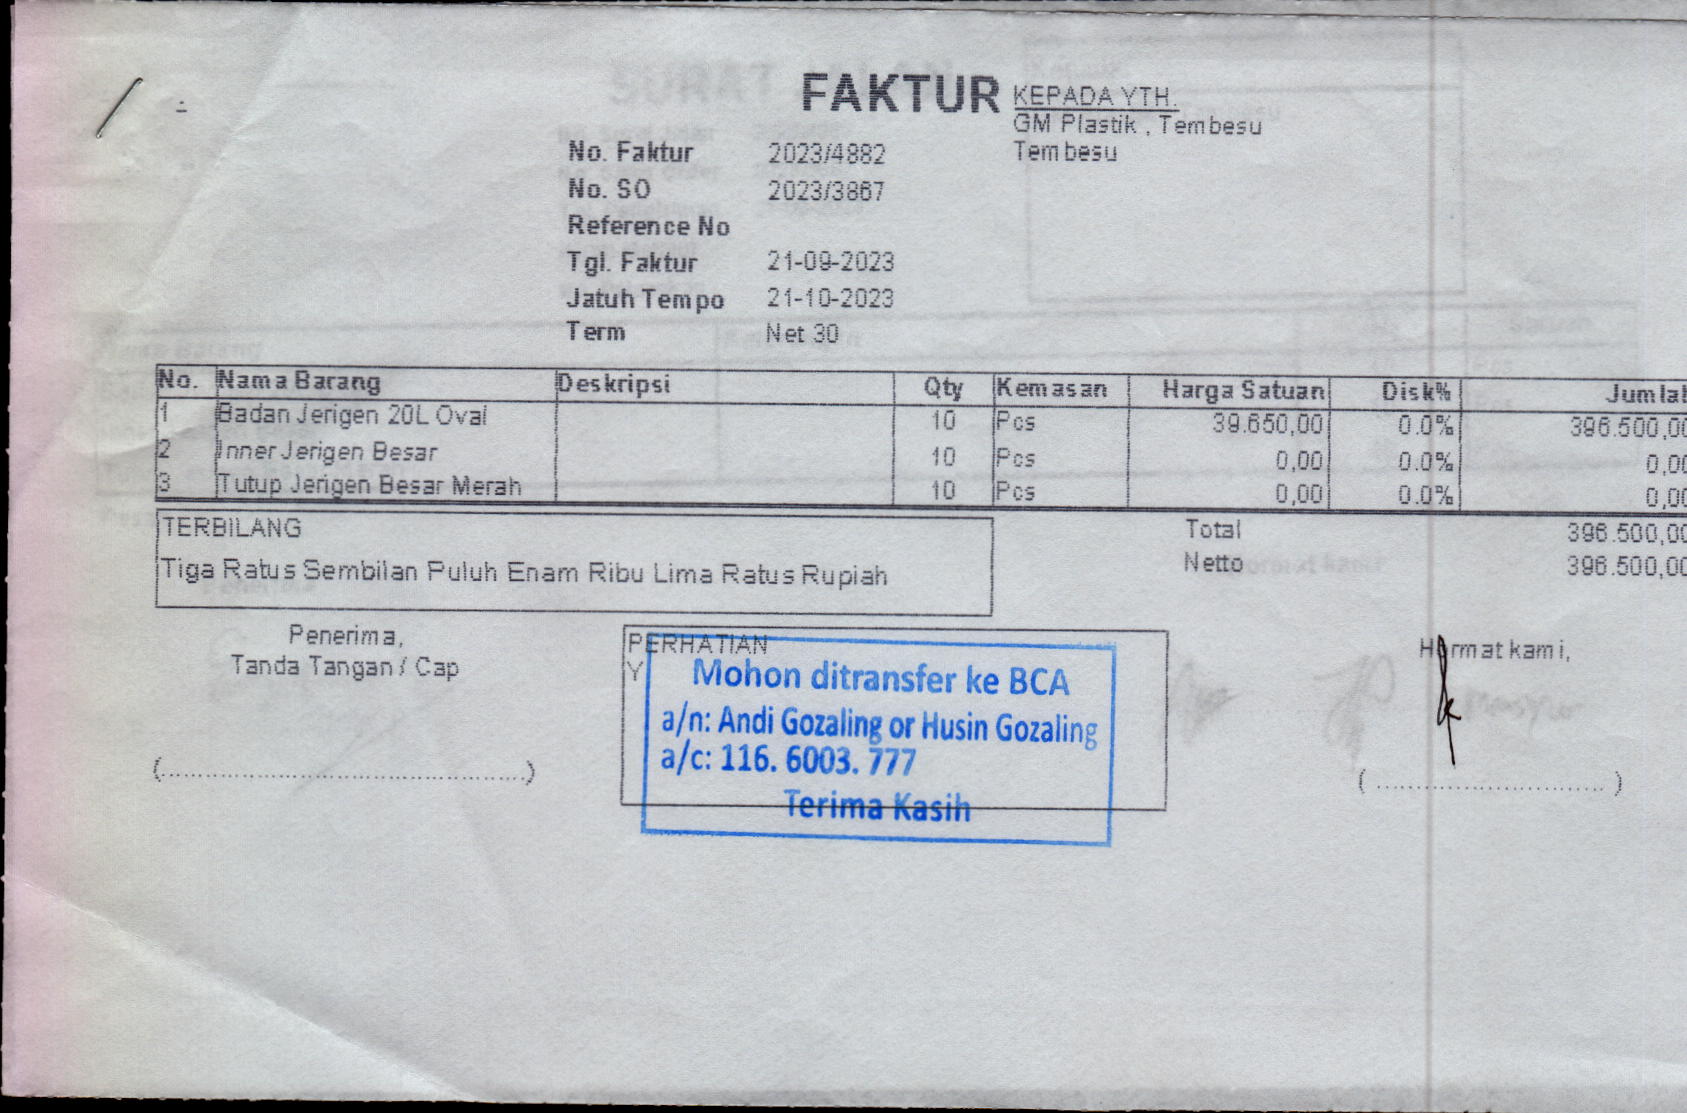 FAKTUR
KEPADA YTH.
GM Plastik , Tembesu
Tembesu
No. Faktur 2023/4882
No. SO 2023/3867
Reference No
Tgl. Faktur 21-09-2023
Jatuh Tempo 21-10-2023
Term Net 30
No. Nama Barang Deskripsi Qty Kemasan Harga Satuan Disk% Jumlah
1 Badan Jerigen 20L Oval 10 Pcs 39.650,00 0.0% 396.500,00
2 Inner Jerigen Besar 10 Pcs 0,00 0.0% 0,00
3 Tutup Jerigen Besar Merah 10 Pcs 0,00 0.0% 0,00
TERBILANG
Tiga Ratus Sembilan Puluh Enam Ribu Lima Ratus Rupiah
Total 396.500,00
Netto 396.500,00
Penerima,
Tanda Tangan / Cap
PERHATIAN
Y
Mohon ditransfer ke BCA
a/n: Andi Gozaling or Husin Gozaling
a/c: 116. 6003. 777
Terima Kasih
Hormat kami,
(..........................................)
(..............................)